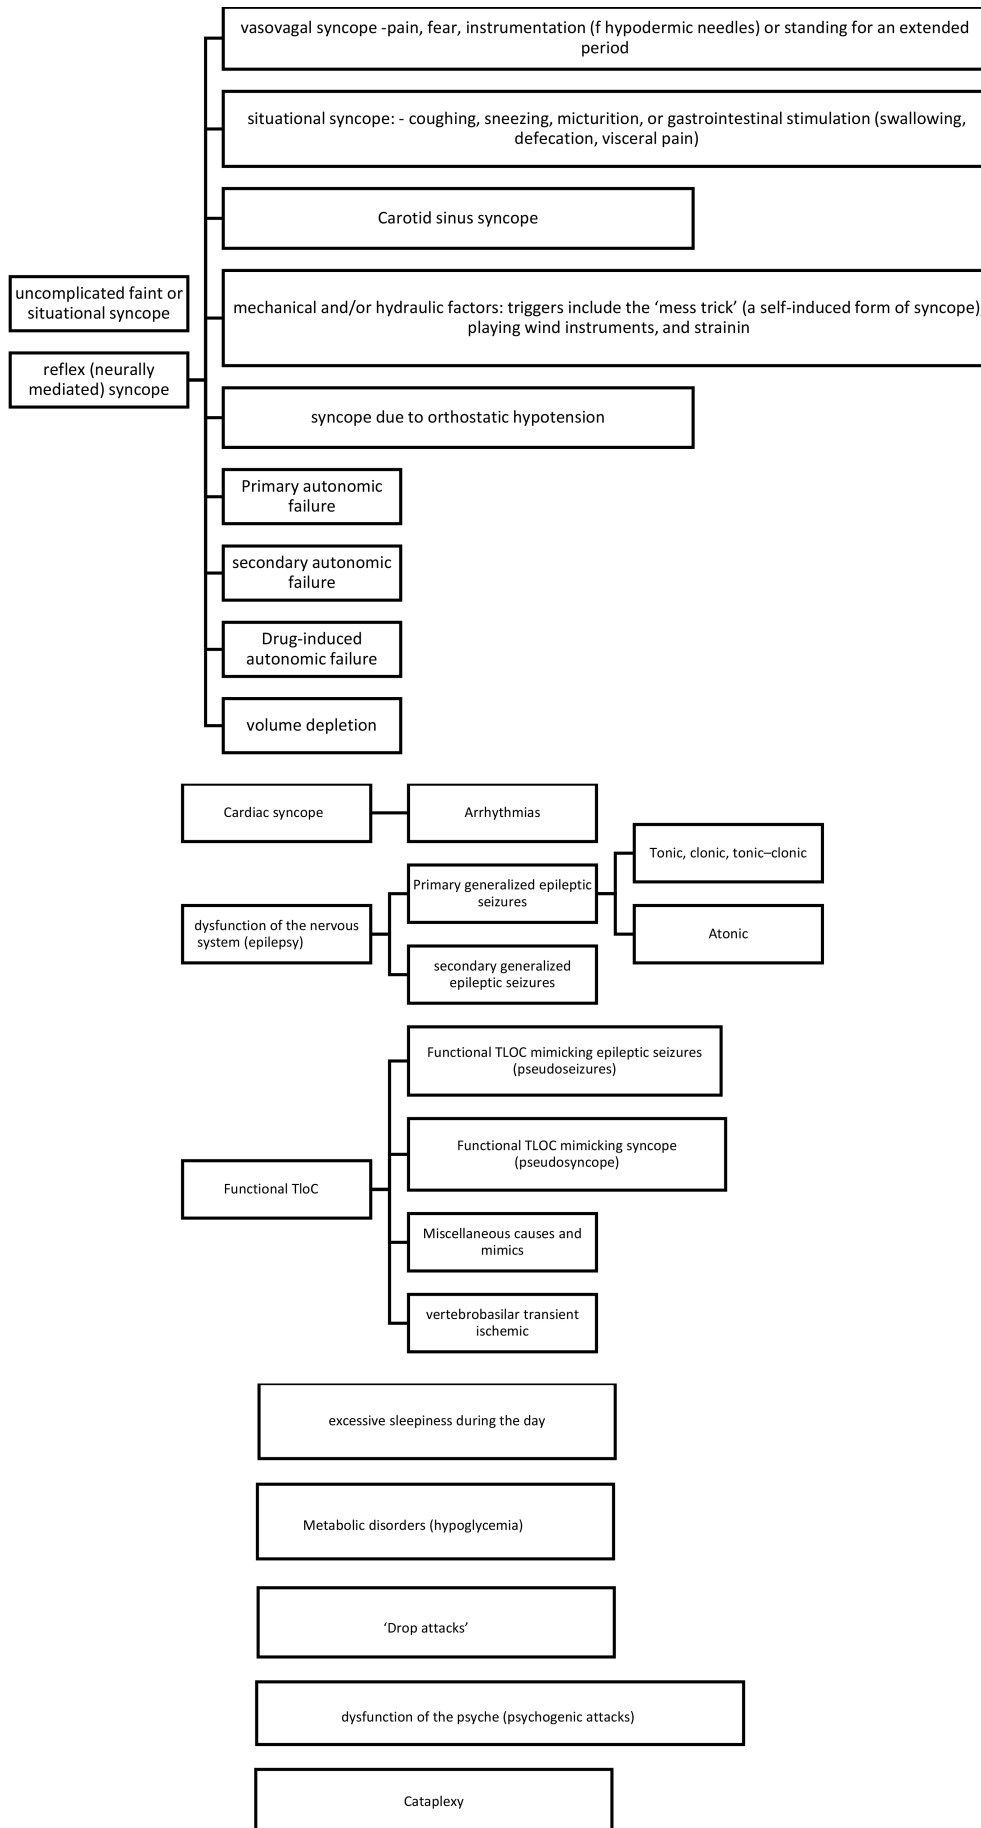 vasovagal syncope -pain, fear, instrumentation (f hypodermic needles) or standing for an extended
period
situational syncope: - coughing, sneezing, micturition, or gastrointestinal stimulation (swallowing,
defecation, visceral pain)
Carotid sinus syncope
uncomplicated faint or
situational syncope
mechanical and/or hydraulic factors: triggers include the ‘mess trick’ (a self-induced form of syncope),
playing wind instruments, and strainin
reflex (neurally
mediated) syncope
syncope due to orthostatic hypotension
Primary autonomic
failure
secondary autonomic
failure
Drug-induced
autonomic failure
volume depletion
Cardiac syncope
Arrhythmias
Tonic, clonic, tonic–clonic
Primary generalized epileptic
seizures
dysfunction of the nervous
system (epilepsy)
Atonic
secondary generalized
epileptic seizures
Functional TLOC mimicking epileptic seizures
(pseudoseizures)
Functional TLOC mimicking syncope
(pseudosyncope)
Functional TloC
Miscellaneous causes and
mimics
vertebrobasilar transient
ischemic
excessive sleepiness during the day
Metabolic disorders (hypoglycemia)
‘Drop attacks’
dysfunction of the psyche (psychogenic attacks)
Cataplexy